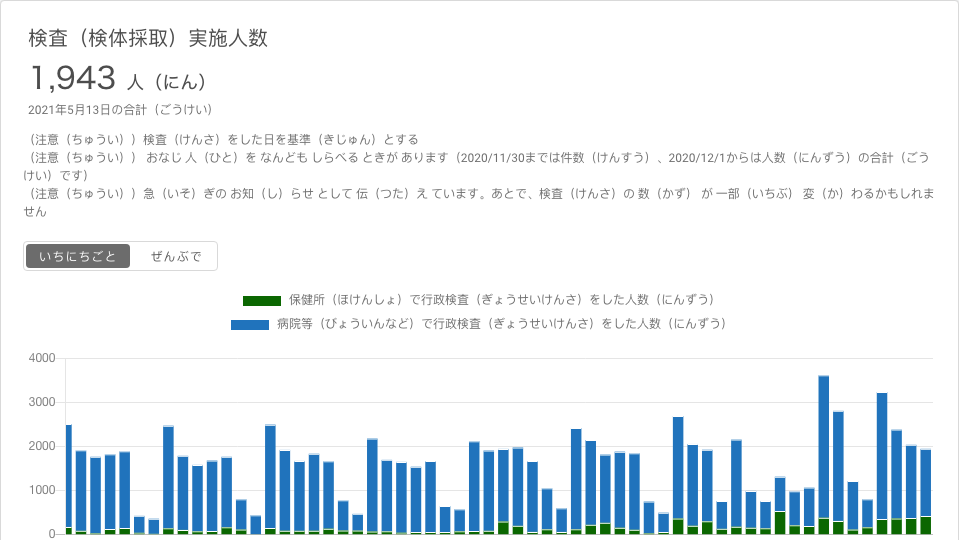 検査（検体採取）実施人数
1,943 人（にん）
2021年5月13日の合計（ごうけい）
（注意（ちゅうい））検査（けんさ）をした日を基準（きじゅん）とする
（注意（ちゅうい）） おなじ 人（ひと）を なんども しらべる ときが あります（2020/11/30までは件数（けんすう）、2020/12/1からは人数（にんずう）の合計（ごう
けい）です）
（注意（ちゅうい））急（いそ）ぎの お知（し）らせ として 伝（つた）え ています。あとで、検査（けんさ）の 数（かず） が 一部（いちぶ） 変（か）わるかもしれま
せん
いちにちごと ぜんぶで
保健所（ほけんしょ）で行政検査（ぎょうせいけんさ）をした人数（にんずう）
病院等（びょういんなど）で行政検査（ぎょうせいけんさ）をした人数（にんずう）
4000
3000
2000
1000
0